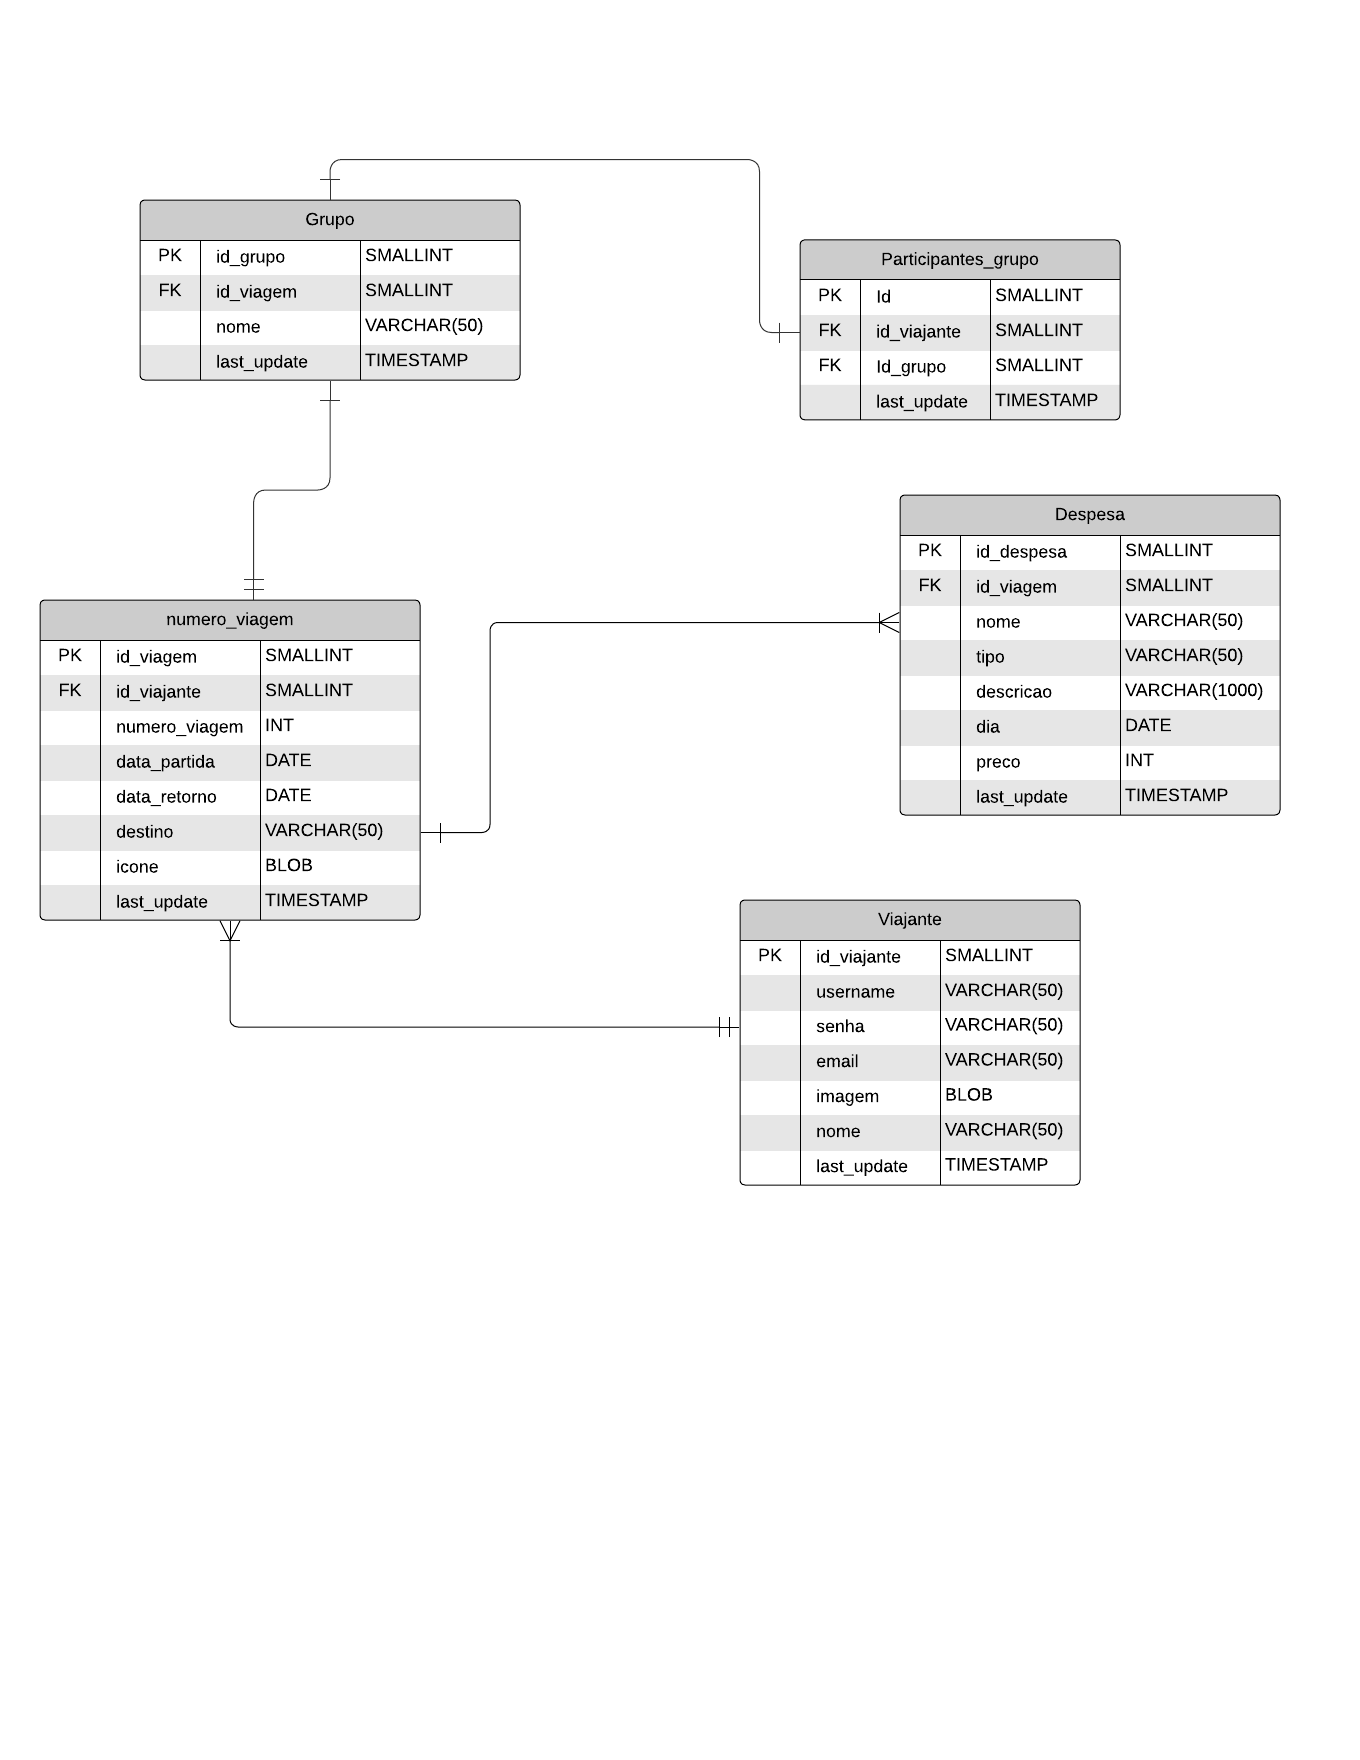 Grupo
PK id_grupo SMALLINT
FK id_viagem SMALLINT
nome VARCHAR(50)
last_update TIMESTAMP
Participantes_grupo
PK Id SMALLINT
FK id_viajante SMALLINT
FK Id_grupo SMALLINT
last_update TIMESTAMP
Despesa
PK id_despesa SMALLINT
FK id_viagem SMALLINT
nome VARCHAR(50)
tipo VARCHAR(50)
descricao VARCHAR(1000)
dia DATE
preco INT
last_update TIMESTAMP
numero_viagem
PK id_viagem SMALLINT
FK id_viajante SMALLINT
numero_viagem INT
data_partida DATE
data_retorno DATE
destino VARCHAR(50)
icone BLOB
last_update TIMESTAMP
Viajante
PK id_viajante SMALLINT
username VARCHAR(50)
senha VARCHAR(50)
email VARCHAR(50)
imagem BLOB
nome VARCHAR(50)
last_update TIMESTAMP